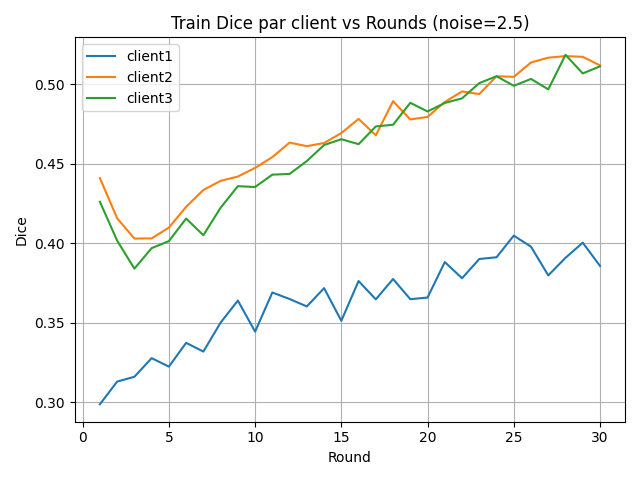 Train Dice par client vs Rounds (noise=2.5)
client1
client2
client3
Dice
0.50
0.45
0.40
0.35
0.30
0 5 10 15 20 25 30
Round